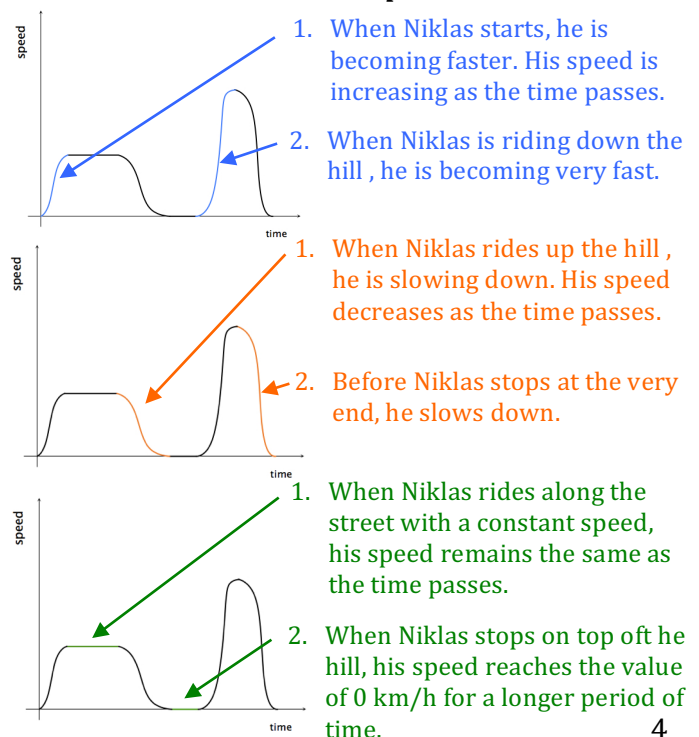 speed
1. When Niklas starts, he is
becoming faster. His speed is
increasing as the time passes.
2. When Niklas is riding down the
hill , he is becoming very fast.
time
speed
1. When Niklas rides up the hill ,
he is slowing down. His speed
decreases as the time passes.
2. Before Niklas stops at the very
end, he slows down.
time
speed
1. When Niklas rides along the
street with a constant speed,
his speed remains the same as
the time passes.
2. When Niklas stops on top oft he
hill, his speed reaches the value
of 0 km/h for a longer period of
time.
time
4